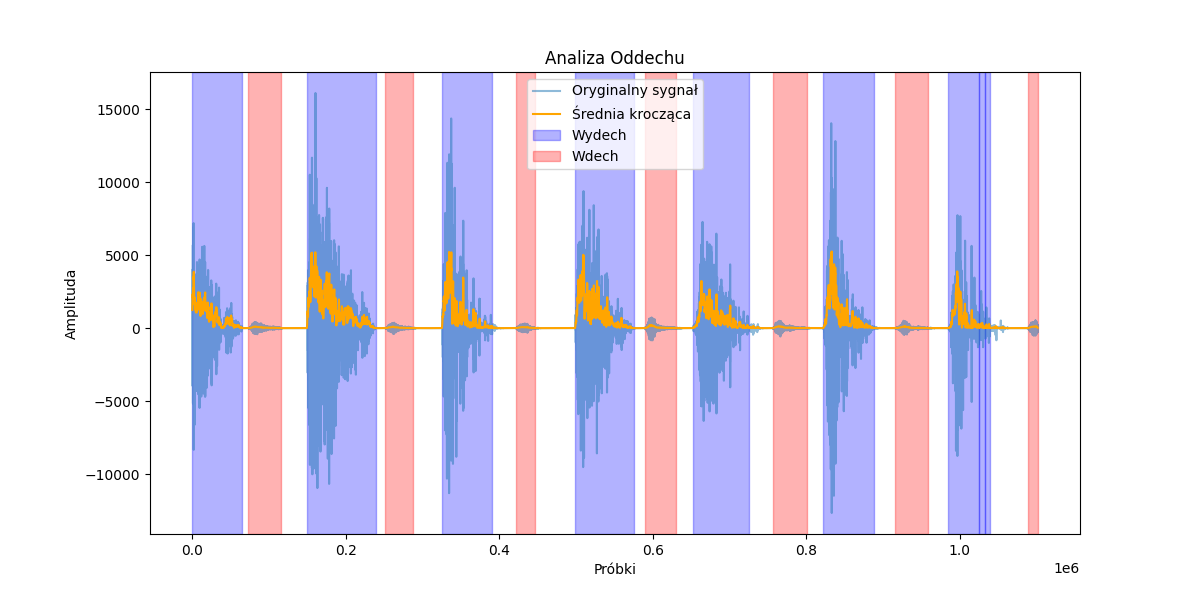 Analiza Oddechu
Oryginalny sygnał
Średnia krocząca
Wydech
Wdech
Amplituda
15000
10000
5000
0
−5000
−10000
0.0 0.2 0.4 0.6 0.8 1.0
1e6
Próbki